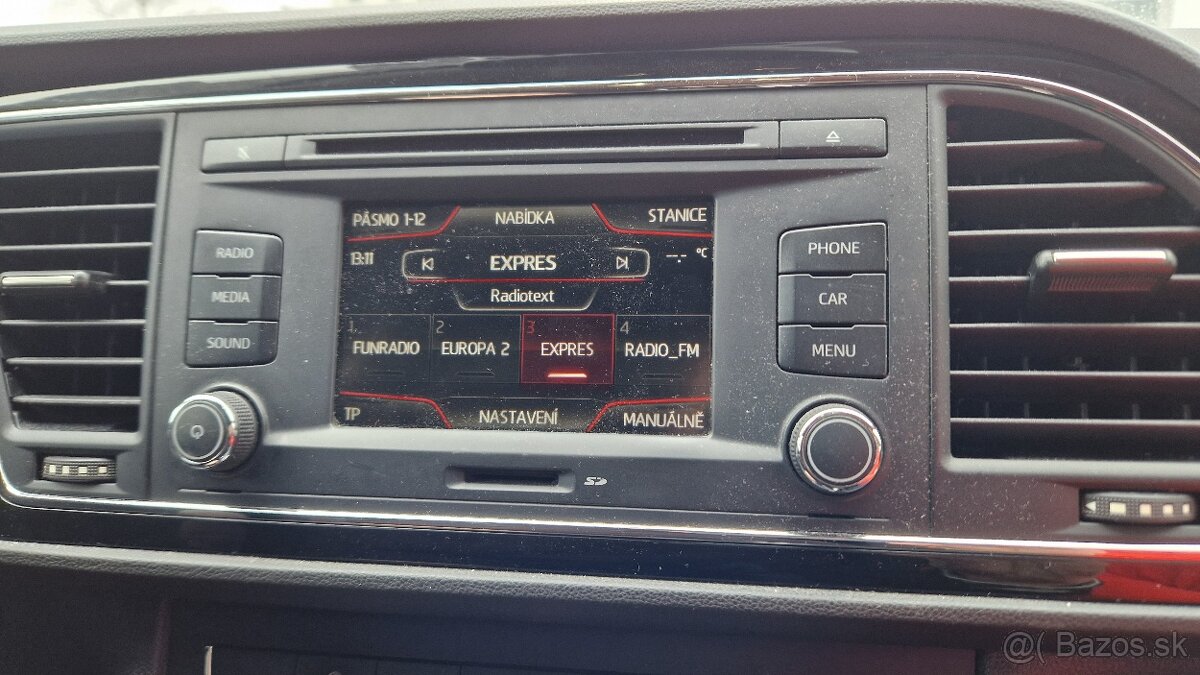 PÁSMO 1-12 NABÍDKA STANICE
13:11 EXPRES --.- °C
Radiotext
1 2 3 4
FUNRADIO EUROPA 2 EXPRES RADIO_FM
TP NASTAVENÍ MANUÁLNĚ
RADIO
MEDIA
SOUND
PHONE
CAR
MENU
SD
@( Bazos.sk